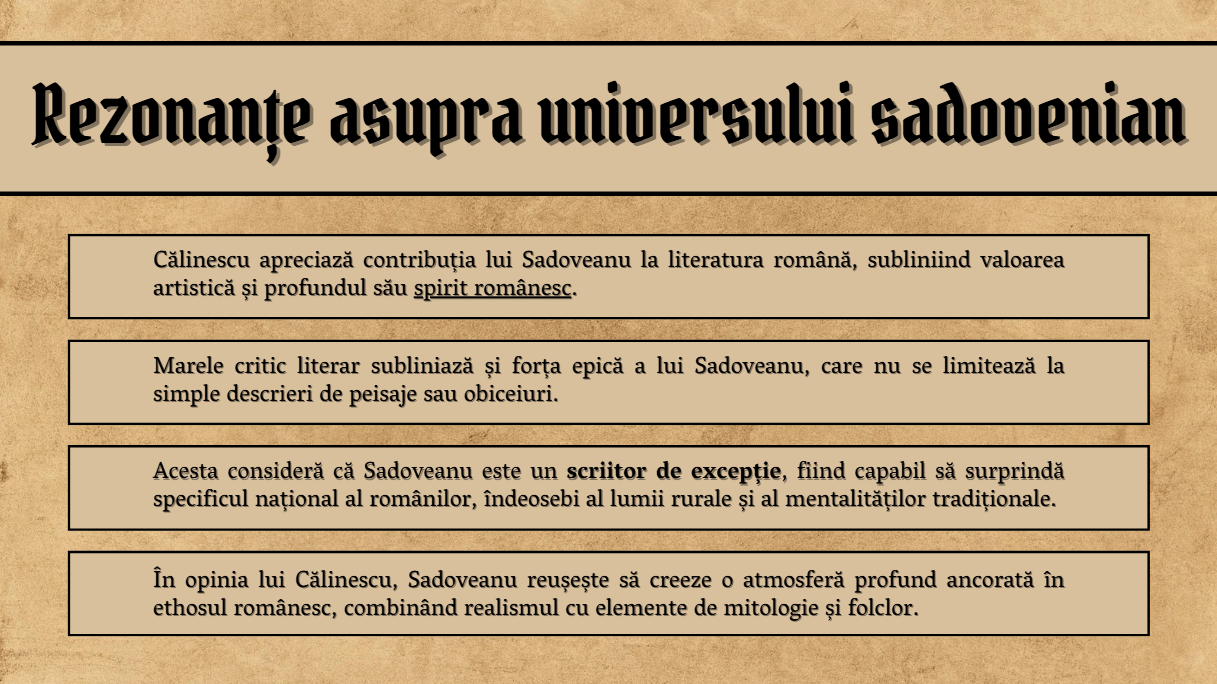 Rezonanțe asupra universului sadovenian
Călinescu apreciază contribuția lui Sadoveanu la literatura română, subliniind valoarea
artistică și profundul său spirit românesc.
Marele critic literar subliniază și forța epică a lui Sadoveanu, care nu se limitează la
simple descrieri de peisaje sau obiceiuri.
Acesta consideră că Sadoveanu este un scriitor de excepție, fiind capabil să surprindă
specificul național al românilor, îndeosebi al lumii rurale și al mentalităților tradiționale.
În opinia lui Călinescu, Sadoveanu reușește să creeze o atmosferă profund ancorată în
ethosul românesc, combinând realismul cu elemente de mitologie și folclor.